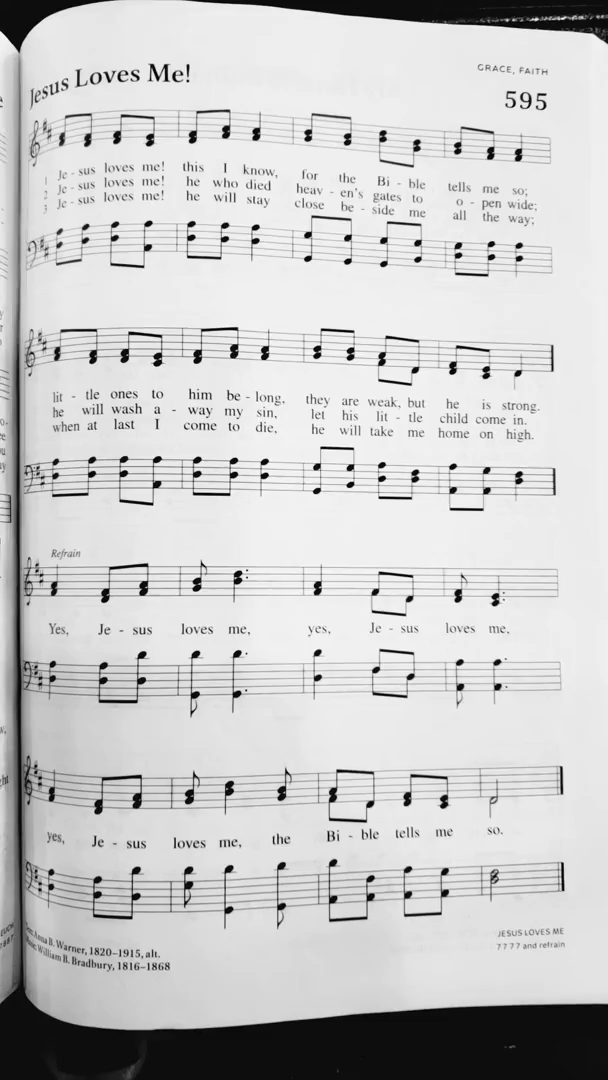 GRACE, FAITH
Jesus Loves Me!
595
1 Je - sus loves me! this I know, for the Bi - ble tells me so;
2 Je - sus loves me! he who died heav - en's gates to o - pen wide;
3 Je - sus loves me! he will stay close be - side me all the way;
lit - tle ones to him be - long, they are weak, but he is strong.
he will wash a - way my sin, let his lit - tle child come in.
when at last I come to die, he will take me home on high.
Refrain
Yes, Je - sus loves me, yes, Je - sus loves me,
yes, Je - sus loves me, the Bi - ble tells me so.
Text: Anna B. Warner, 1820–1915, alt.
Music: William B. Bradbury, 1816–1868
JESUS LOVES ME
7 7 7 7 and refrain